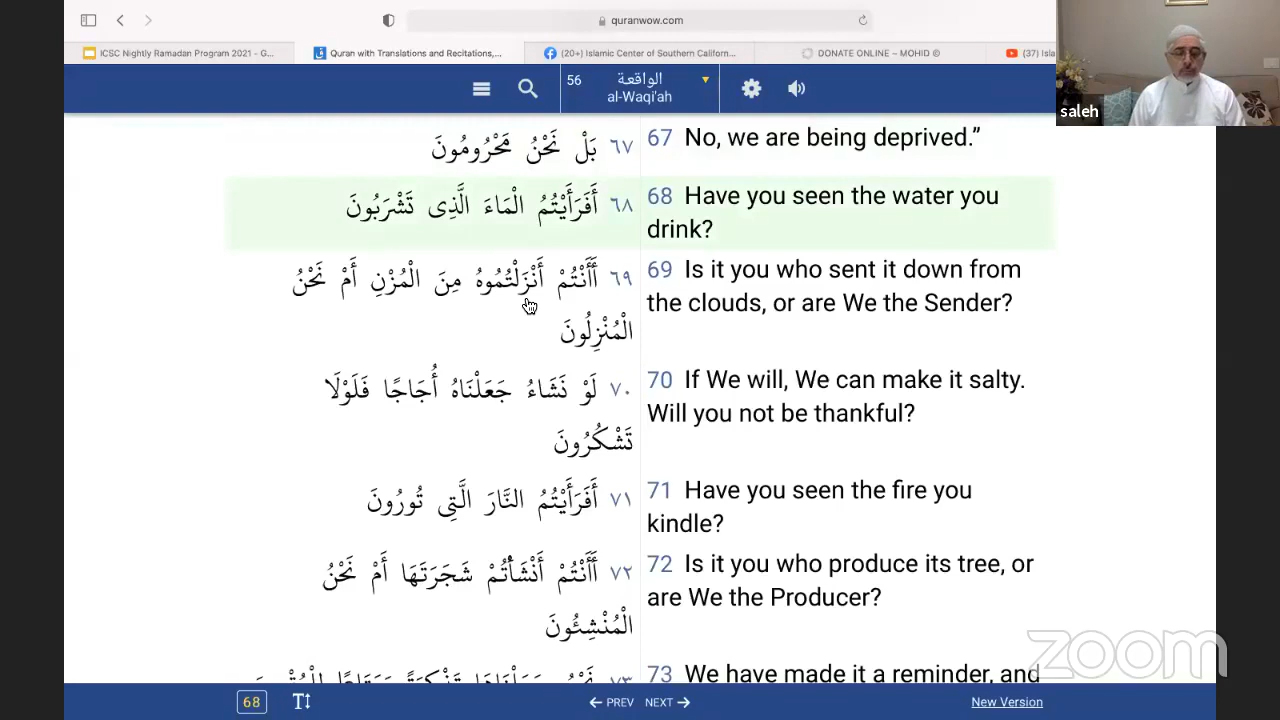 quranwow.com
ICSC Nightly Ramadan Program 2021 - G...
Quran with Translations and Recitations,...
(20+) Islamic Center of Southern Californ...
DONATE ONLINE – MOHID ©
(37) Isla
saleh
56
الواقعة
al-Waqi'ah
٦٧ بَلْ نَحْنُ مَحْرُومُونَ
67 No, we are being deprived.”
٦٨ أَفَرَأَيْتُمُ الْمَاءَ الَّذِى تَشْرَبُونَ
68 Have you seen the water you
drink?
٦٩ أَأَنْتُمْ أَنْزَلْتُمُوهُ مِنَ الْمُزْنِ أَمْ نَحْنُ
الْمُنْزِلُونَ
69 Is it you who sent it down from
the clouds, or are We the Sender?
٧٠ لَوْ نَشَاءُ جَعَلْنَاهُ أُجَاجًا فَلَوْلَا
تَشْكُرُونَ
70 If We will, We can make it salty.
Will you not be thankful?
٧١ أَفَرَأَيْتُمُ النَّارَ الَّتِى تُورُونَ
71 Have you seen the fire you
kindle?
٧٢ أَأَنْتُمْ أَنْشَأْتُمْ شَجَرَتَهَا أَمْ نَحْنُ
الْمُنْشِئُونَ
72 Is it you who produce its tree, or
are We the Producer?
73 We have made it a reminder, and
zoom
68
PREV NEXT
New Version